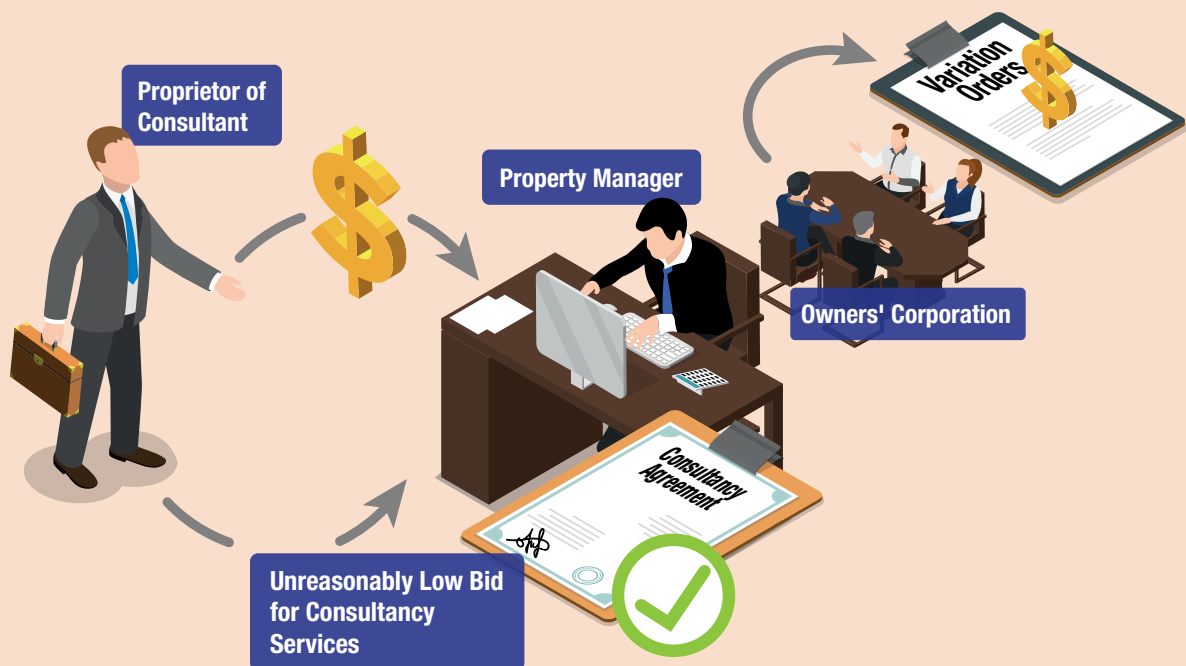 Proprietor of
Consultant
Property Manager
Variation
Orders
Owners' Corporation
Consultancy
Agreement
Unreasonably Low Bid
for Consultancy
Services